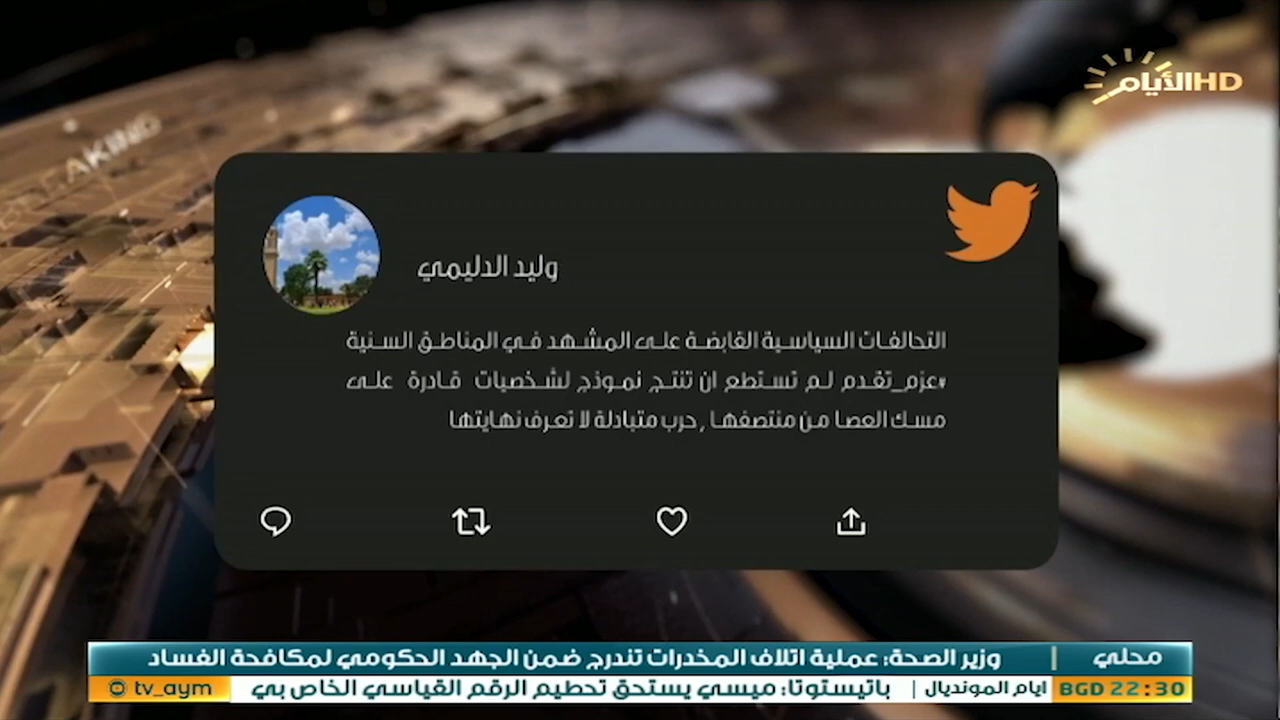 الأيام HD
AKING
وليد الدليمي
التحالفات السياسية القابضة على المشهد في المناطق السنية
#عزم_تقدم لم تستطع ان تنتج نموذج لشخصيات قادرة على
مسك العصا من منتصفها , حرب متبادلة لا تعرف نهايتها
محلي | وزير الصحة: عملية اتلاف المخدرات تندرج ضمن الجهد الحكومي لمكافحة الفساد
BGD 22:30 ايام المونديال | باتيستوتا: ميسي يستحق تحطيم الرقم القياسي الخاص بي tv_aym